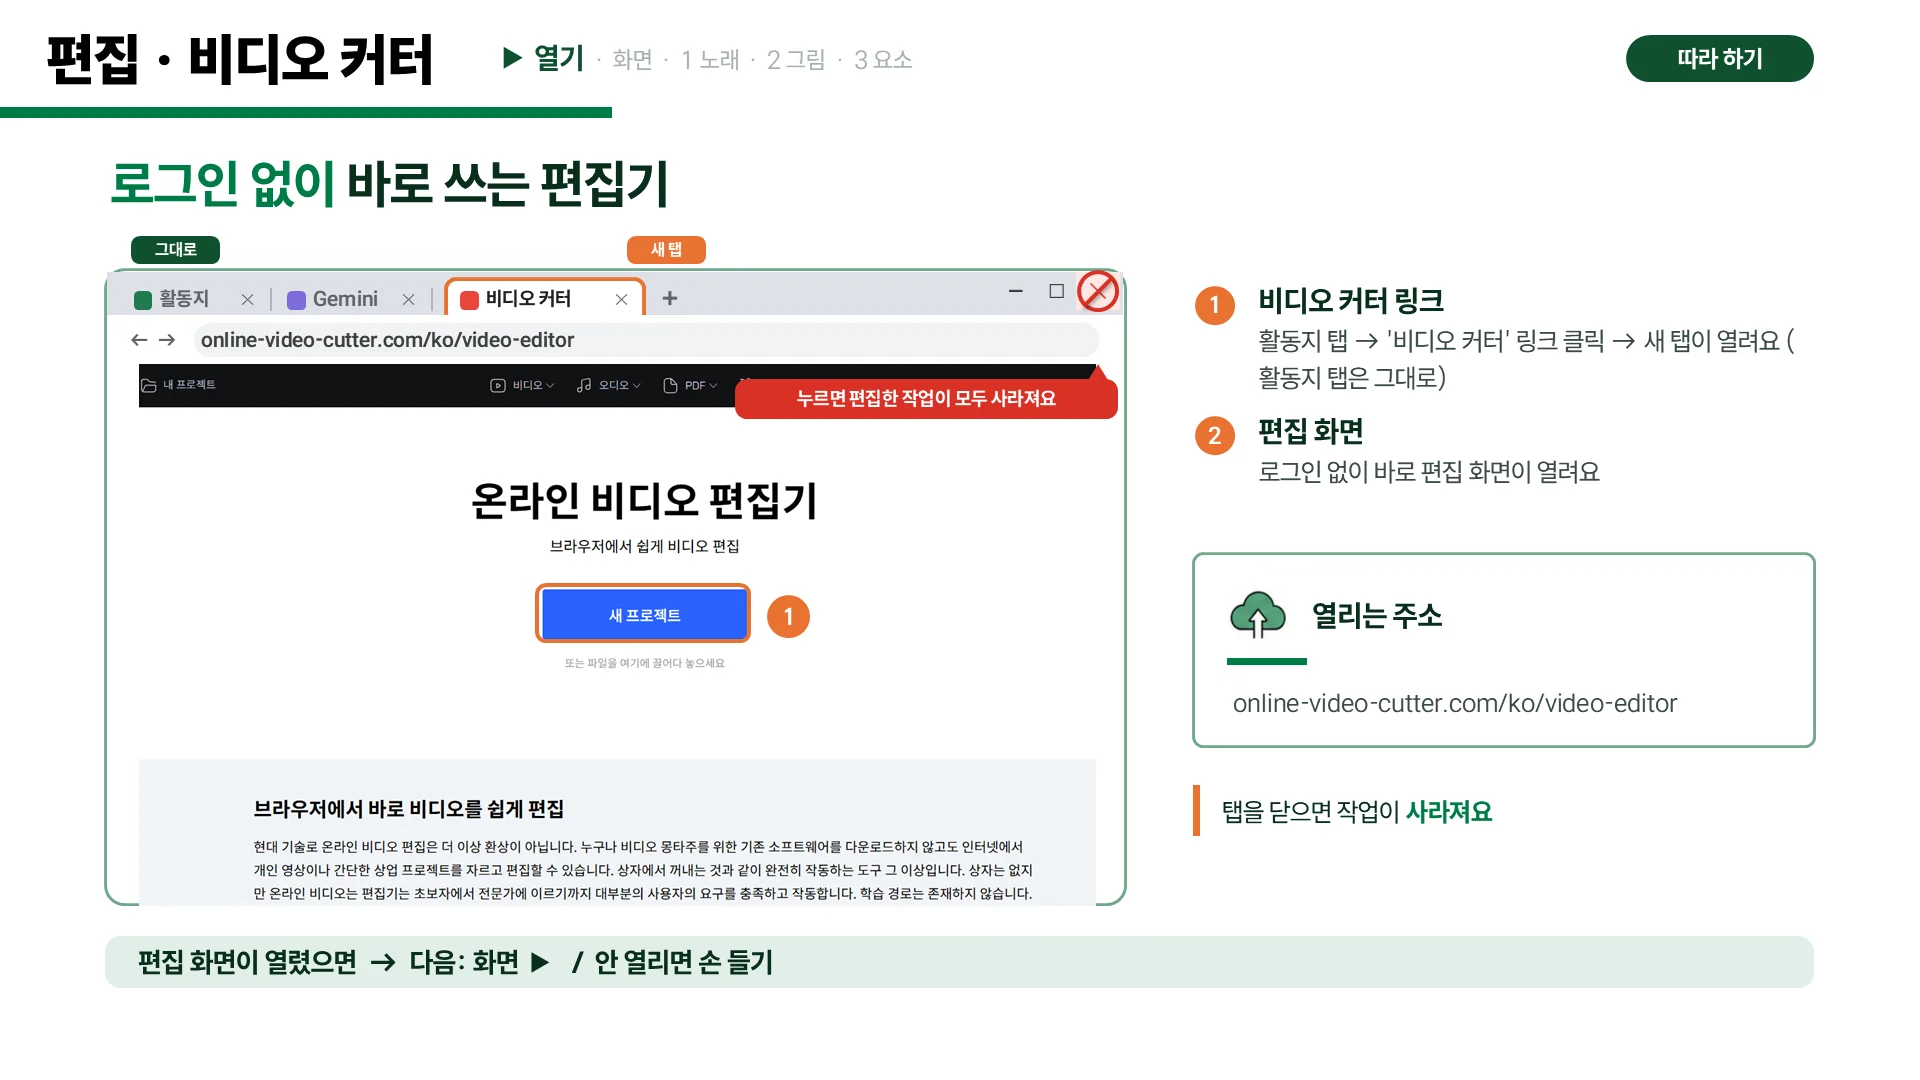 편집 · 비디오 커터
▶ 열기 · 화면 · 1 노래 · 2 그림 · 3 요소
따라 하기
로그인 없이 바로 쓰는 편집기
그대로
새 탭
활동지
Gemini
비디오 커터
online-video-cutter.com/ko/video-editor
내 프로젝트
비디오
오디오
PDF
누르면 편집한 작업이 모두 사라져요
온라인 비디오 편집기
브라우저에서 쉽게 비디오 편집
새 프로젝트
1
또는 파일을 여기에 끌어다 놓으세요
브라우저에서 바로 비디오를 쉽게 편집
현대 기술로 온라인 비디오 편집은 더 이상 환상이 아닙니다. 누구나 비디오 몽타주를 위한 기존 소프트웨어를 다운로드하지 않고도 인터넷에서
개인 영상이나 간단한 상업 프로젝트를 자르고 편집할 수 있습니다. 상자에서 꺼내는 것과 같이 완전히 작동하는 도구 그 이상입니다. 상자는 없지
만 온라인 비디오는 편집기는 초보자에서 전문가에 이르기까지 대부분의 사용자의 요구를 충족하고 작동합니다. 학습 경로는 존재하지 않습니다.
1 비디오 커터 링크
활동지 탭 → '비디오 커터' 링크 클릭 → 새 탭이 열려요 (
활동지 탭은 그대로)
2 편집 화면
로그인 없이 바로 편집 화면이 열려요
열리는 주소
online-video-cutter.com/ko/video-editor
탭을 닫으면 작업이 사라져요
편집 화면이 열렸으면 → 다음: 화면 ▶ / 안 열리면 손 들기